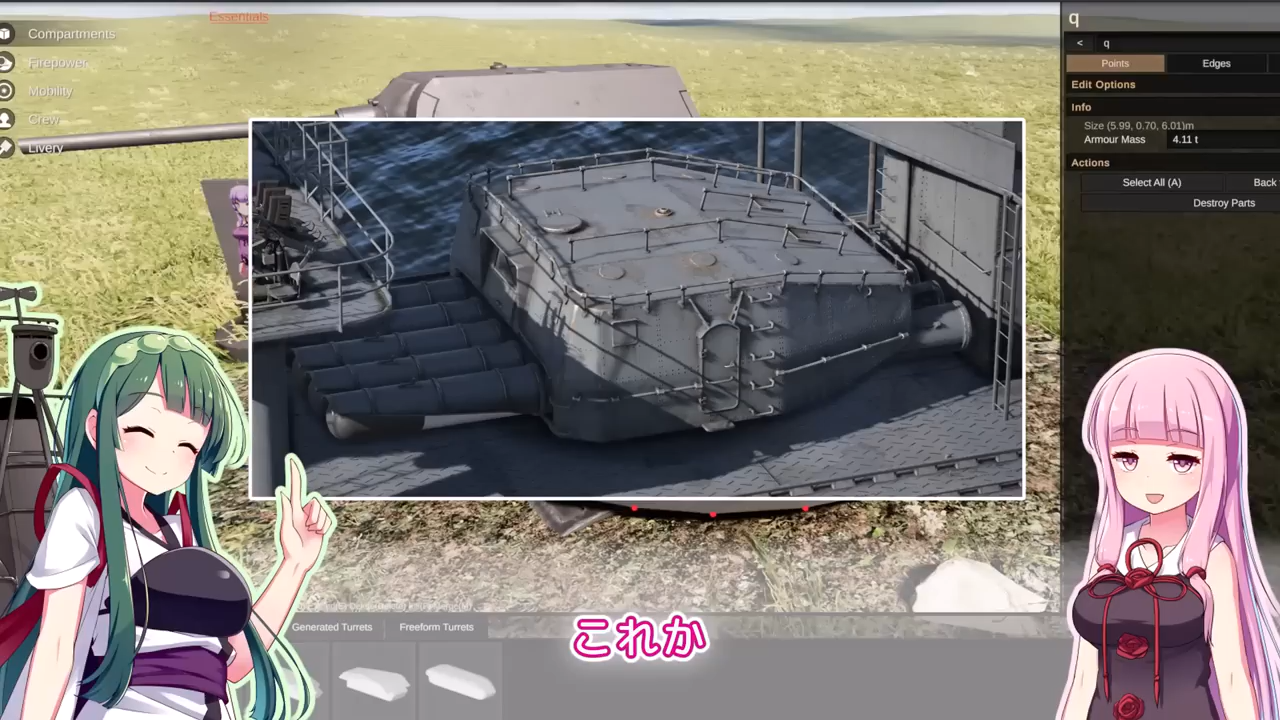 Essentials
Compartments
Firepower
Mobility
Crew
Livery
q
< q
Points Edges
Edit Options
Info
Size (5.99, 0.70, 6.01)m
Armour Mass 4.11 t
Actions
Select All (A) Back
Destroy Parts
Generated Turrets Freeform Turrets
これか